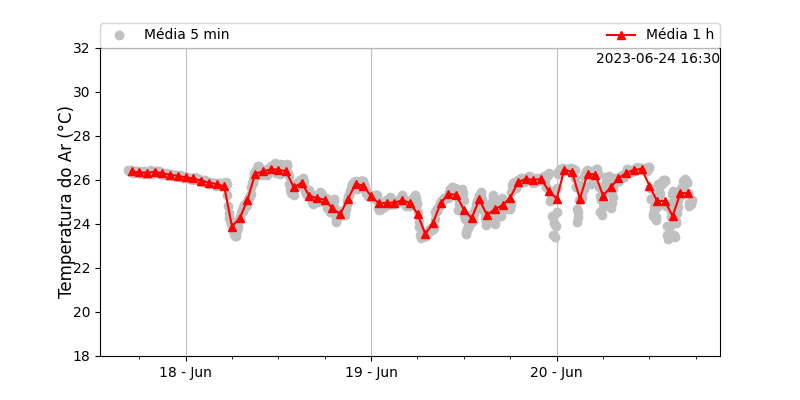 Média 5 min
Média 1 h
2023-06-24 16:30
Temperatura do Ar (°C)
32
30
28
26
24
22
20
18
18 - Jun
19 - Jun
20 - Jun